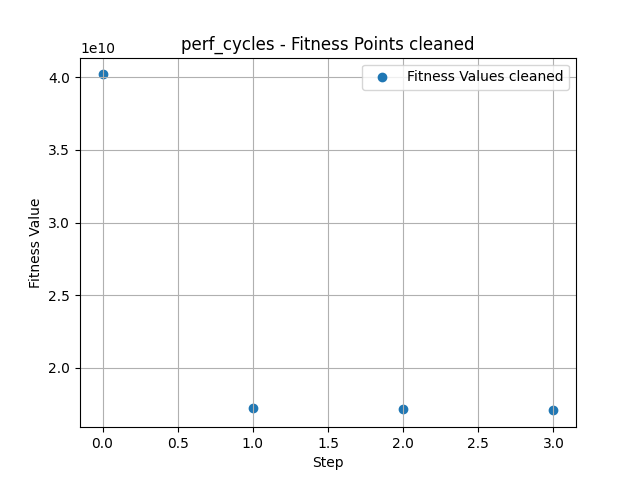 perf_cycles - Fitness Points cleaned
1e10
Fitness Values cleaned
4.0
3.5
3.0
2.5
2.0
Fitness Value
0.0 0.5 1.0 1.5 2.0 2.5 3.0
Step